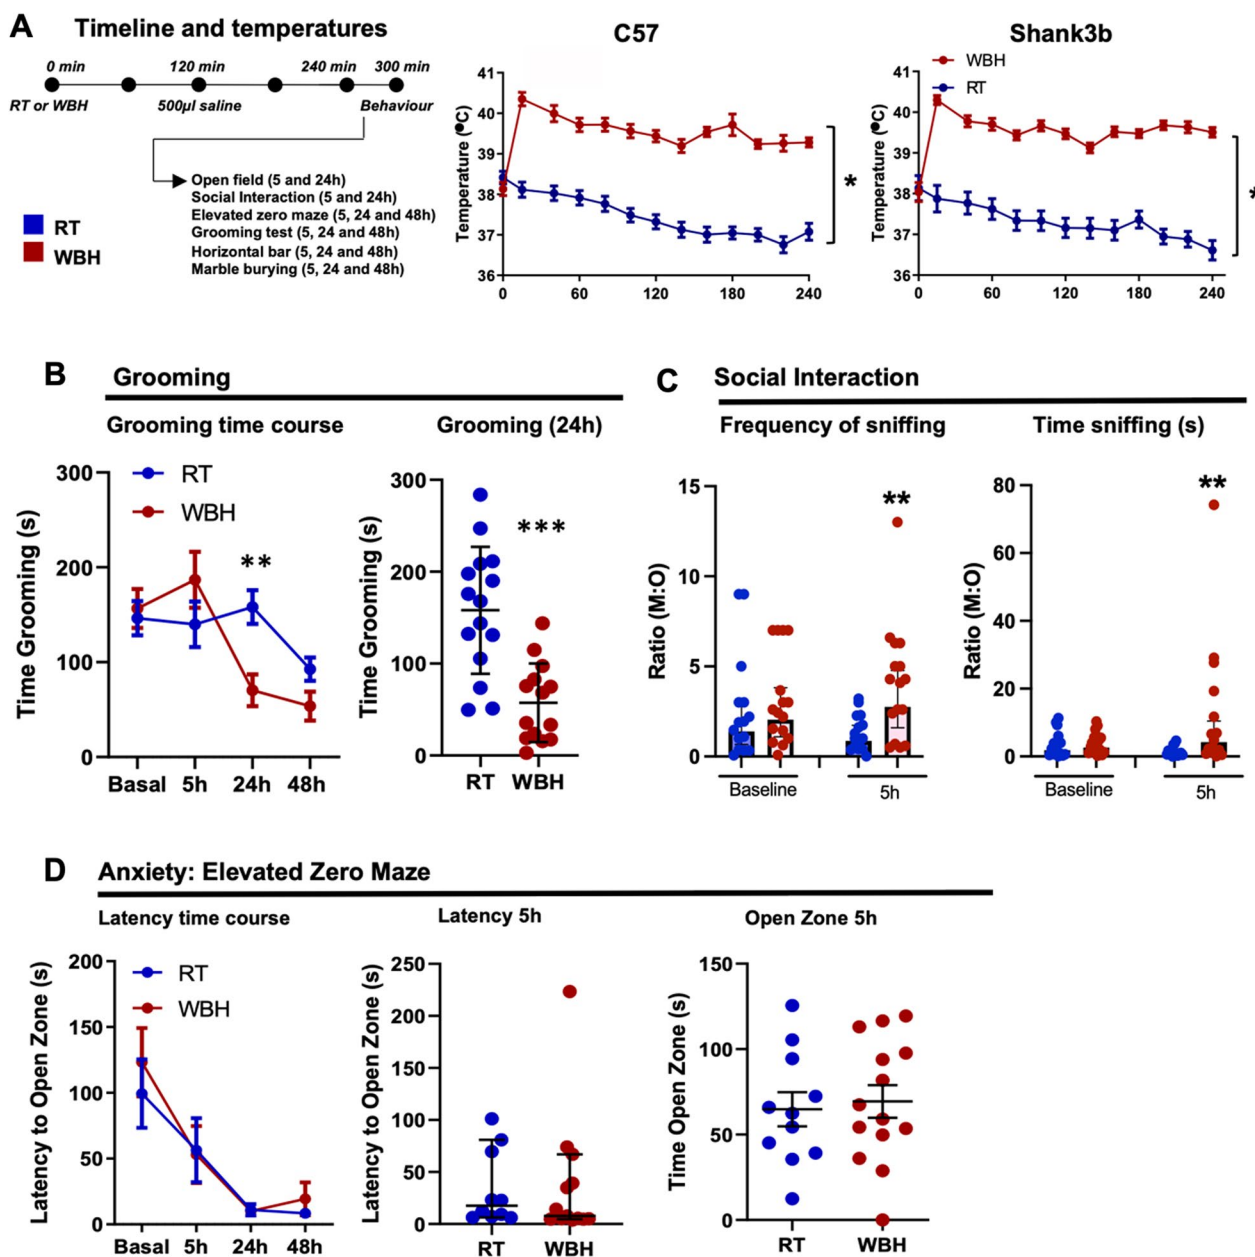 A
Timeline and temperatures
0 min 120 min 240 min 300 min
RT or WBH 500µl saline Behaviour
Open field (5 and 24h)
Social Interaction (5 and 24h)
Elevated zero maze (5, 24 and 48h)
Grooming test (5, 24 and 48h)
Horizontal bar (5, 24 and 48h)
Marble burying (5, 24 and 48h)
RT
WBH
C57
Temperature (°C)
41
40
39
38
37
36
0 60 120 180 240
*
Shank3b
WBH
RT
Temperature (°C)
41
40
39
38
37
36
0 60 120 180 240
*
B
Grooming
Grooming time course
RT
WBH
Time Grooming (s)
300
200
100
0
**
Basal 5h 24h 48h
Grooming (24h)
Time Grooming (s)
300
200
100
0
***
RT WBH
C
Social Interaction
Frequency of sniffing
Ratio (M:O)
15
10
5
0
**
Baseline 5h
Time sniffing (s)
Ratio (M:O)
80
60
40
20
0
**
Baseline 5h
D
Anxiety: Elevated Zero Maze
Latency time course
RT
WBH
Latency to Open Zone (s)
200
150
100
50
0
Basal 5h 24h 48h
Latency 5h
Latency to Open Zone (s)
250
200
150
100
50
0
RT WBH
Open Zone 5h
Time Open Zone (s)
150
100
50
0
RT WBH